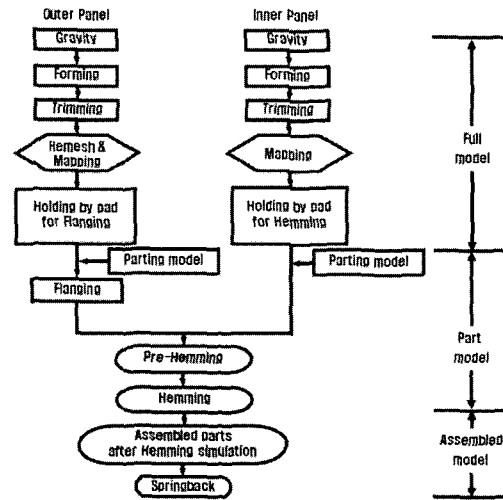 Outer Panel
Inner Panel
Gravity
Gravity
Forming
Forming
Trimming
Trimming
Remesh &
Mapping
Mapping
Full
model
Holding by pad
for Flanging
Holding by pad
for Hemming
Parting model
Parting model
Flanging
Part
model
Pre-Hemming
Hemming
Assembled parts
after Hemming simulation
Assembled
model
Springback